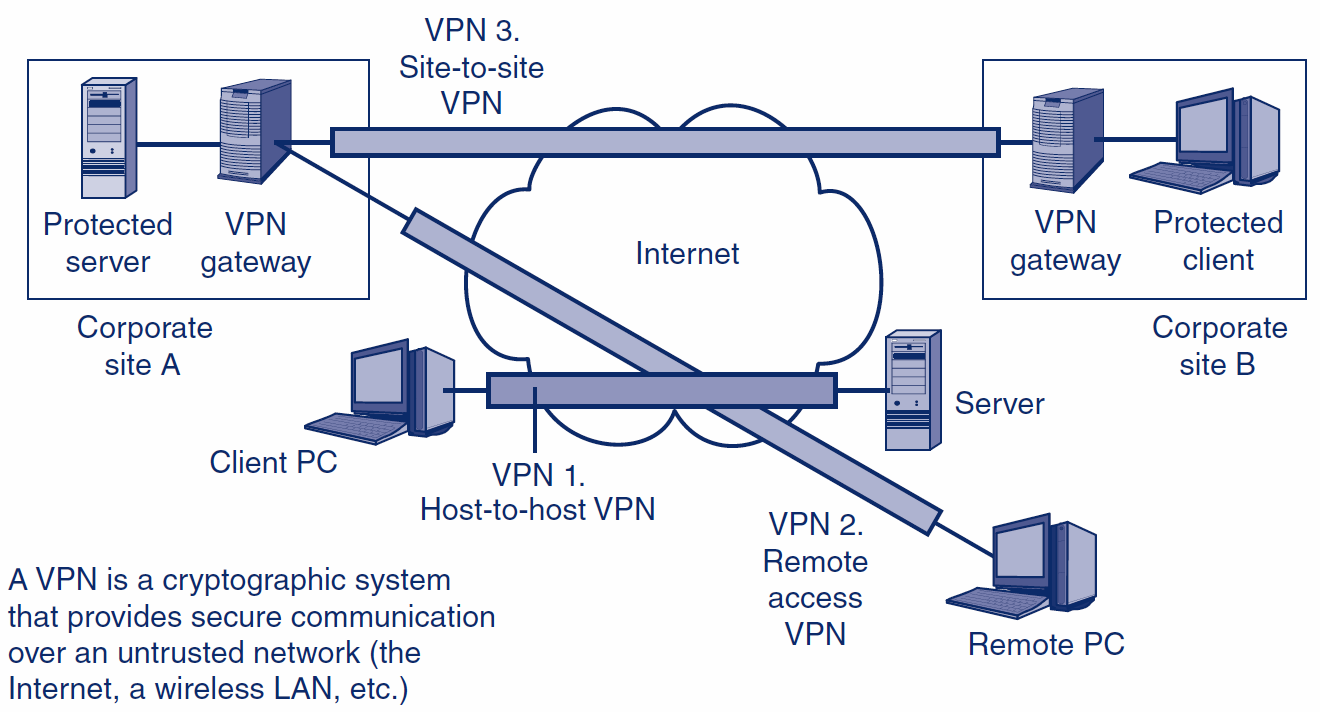 VPN 3.
Site-to-site
VPN
Protected
server
VPN
gateway
Corporate
site A
Internet
VPN
gateway
Protected
client
Corporate
site B
Client PC
Server
VPN 1.
Host-to-host VPN
VPN 2.
Remote
access
VPN
Remote PC
A VPN is a cryptographic system
that provides secure communication
over an untrusted network (the
Internet, a wireless LAN, etc.)